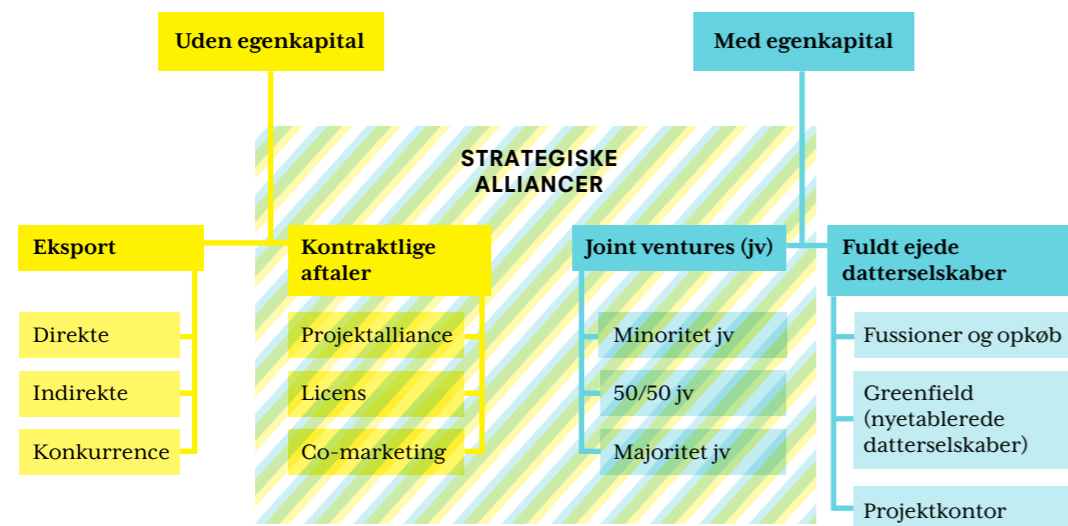 Uden egenkapital
Med egenkapital
STRATEGISKE
ALLIANCER
Eksport
Direkte
Indirekte
Konkurrence
Kontraktlige
aftaler
Projektalliance
Licens
Co-marketing
Joint ventures (jv)
Minoritet jv
50/50 jv
Majoritet jv
Fuldt ejede
datterselskaber
Fussioner og opkøb
Greenfield
(nyetablerede
datterselskaber)
Projektkontor